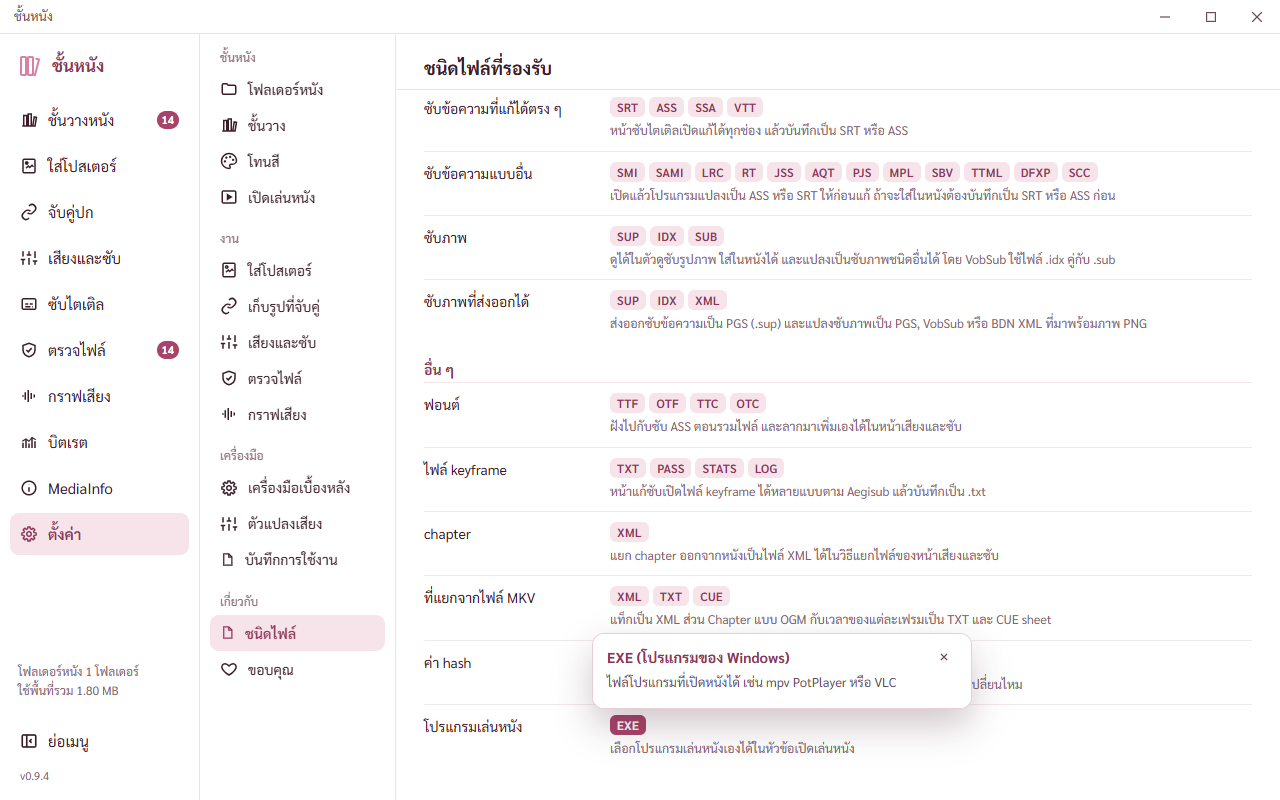 ชั้นหนัง
ชั้นหนัง
ชั้นวางหนัง 14
ใส่โปสเตอร์
จับคู่ปก
เสียงและซับ
ซับไตเติล
ตรวจไฟล์ 14
กราฟเสียง
บิตเรต
MediaInfo
ตั้งค่า
โฟลเดอร์หนัง 1 โฟลเดอร์
ใช้พื้นที่รวม 1.80 MB
ย่อเมนู
v0.9.4
ชั้นหนัง
โฟลเดอร์หนัง
ชั้นวาง
โทนสี
เปิดเล่นหนัง
งาน
ใส่โปสเตอร์
เก็บรูปที่จับคู่
เสียงและซับ
ตรวจไฟล์
กราฟเสียง
เครื่องมือ
เครื่องมือเบื้องหลัง
ตัวแปลงเสียง
บันทึกการใช้งาน
เกี่ยวกับ
ชนิดไฟล์
ขอบคุณ
ชนิดไฟล์ที่รองรับ
ซับข้อความที่แก้ได้ตรง ๆ SRT ASS SSA VTT
หน้าซับไตเติลเปิดแก้ได้ทุกช่อง แล้วบันทึกเป็น SRT หรือ ASS
ซับข้อความแบบอื่น SMI SAMI LRC RT JSS AQT PJS MPL SBV TTML DFXP SCC
เปิดแล้วโปรแกรมแปลงเป็น ASS หรือ SRT ให้ก่อนแก้ ถ้าจะใส่ในหนังต้องบันทึกเป็น SRT หรือ ASS ก่อน
ซับภาพ SUP IDX SUB
ดูได้ในตัวดูซับรูปภาพ ใส่ในหนังได้ และแปลงเป็นซับภาพชนิดอื่นได้ โดย VobSub ใช้ไฟล์ .idx คู่กับ .sub
ซับภาพที่ส่งออกได้ SUP IDX XML
ส่งออกซับข้อความเป็น PGS (.sup) และแปลงซับภาพเป็น PGS, VobSub หรือ BDN XML ที่มาพร้อมภาพ PNG
อื่น ๆ
ฟอนต์ TTF OTF TTC OTC
ฝังไปกับซับ ASS ตอนรวมไฟล์ และลากมาเพิ่มเองได้ในหน้าเสียงและซับ
ไฟล์ keyframe TXT PASS STATS LOG
หน้าแก้ซับเปิดไฟล์ keyframe ได้หลายแบบตาม Aegisub แล้วบันทึกเป็น .txt
chapter XML
แยก chapter ออกจากหนังเป็นไฟล์ XML ได้ในวิธีแยกไฟล์ของหน้าเสียงและซับ
ที่แยกจากไฟล์ MKV XML TXT CUE
แท็กเป็น XML ส่วน Chapter แบบ OGM กับเวลาของแต่ละเฟรมเป็น TXT และ CUE sheet
ค่า hash
EXE (โปรแกรมของ Windows)
ไฟล์โปรแกรมที่เปิดหนังได้ เช่น mpv PotPlayer หรือ VLC
ปลี่ยนไหม
โปรแกรมเล่นหนัง EXE
เลือกโปรแกรมเล่นหนังเองได้ในหัวข้อเปิดเล่นหนัง